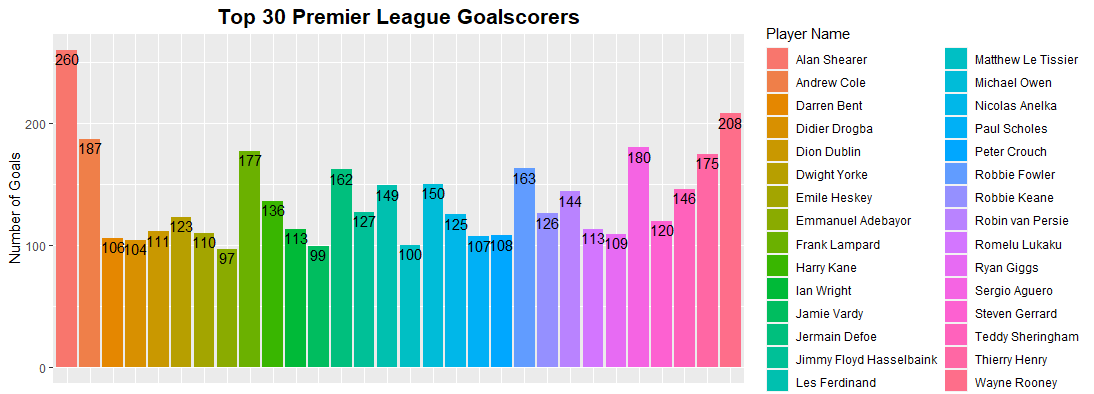 Top 30 Premier League Goalscorers
Number of Goals
200
100
0
260
187
106
104
111
123
110
97
177
136
113
99
162
127
149
100
150
125
107
108
163
126
144
113
109
180
120
146
175
208
Player Name
Alan Shearer
Andrew Cole
Darren Bent
Didier Drogba
Dion Dublin
Dwight Yorke
Emile Heskey
Emmanuel Adebayor
Frank Lampard
Harry Kane
Ian Wright
Jamie Vardy
Jermain Defoe
Jimmy Floyd Hasselbaink
Les Ferdinand
Matthew Le Tissier
Michael Owen
Nicolas Anelka
Paul Scholes
Peter Crouch
Robbie Fowler
Robbie Keane
Robin van Persie
Romelu Lukaku
Ryan Giggs
Sergio Aguero
Steven Gerrard
Teddy Sheringham
Thierry Henry
Wayne Rooney